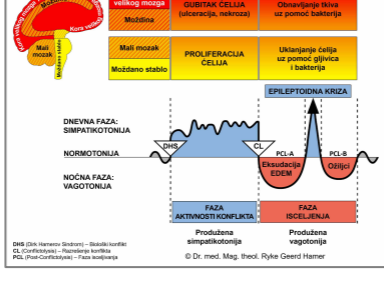 velikog mozga
Moždina
GUBITAK ĆELIJA
(ulceracija, nekroza)
Obnavljanje tkiva
uz pomoć bakterija
Mali mozak
Moždano stablo
PROLIFERACIJA
ĆELIJA
Uklanjanje ćelija
uz pomoć gljivica
i bakterija
Kora velikog mozga
Kora velikog
Moždina
Mali
mozak
Moždano stablo
EPILEPTOIDNA KRIZA
DNEVNA FAZA:
SIMPATIKOTONIJA
DHS
CL
PCL-A
PCL-B
NORMOTONIJA
Eksudacija
EDEM
Ožiljci
NOĆNA FAZA:
VAGOTONIJA
FAZA
AKTIVNOSTI KONFLIKTA
FAZA
ISCELJENJA
Produžena
simpatikotonija
Produžena
vagotonija
DHS (Dirk Hamerov Sindrom) – Biološki konflikt
CL (Conflictolysis) – Razrešenje konflikta
PCL (Post-Conflictolysis) – Faza isceljivanja
© Dr. med. Mag. theol. Ryke Geerd Hamer